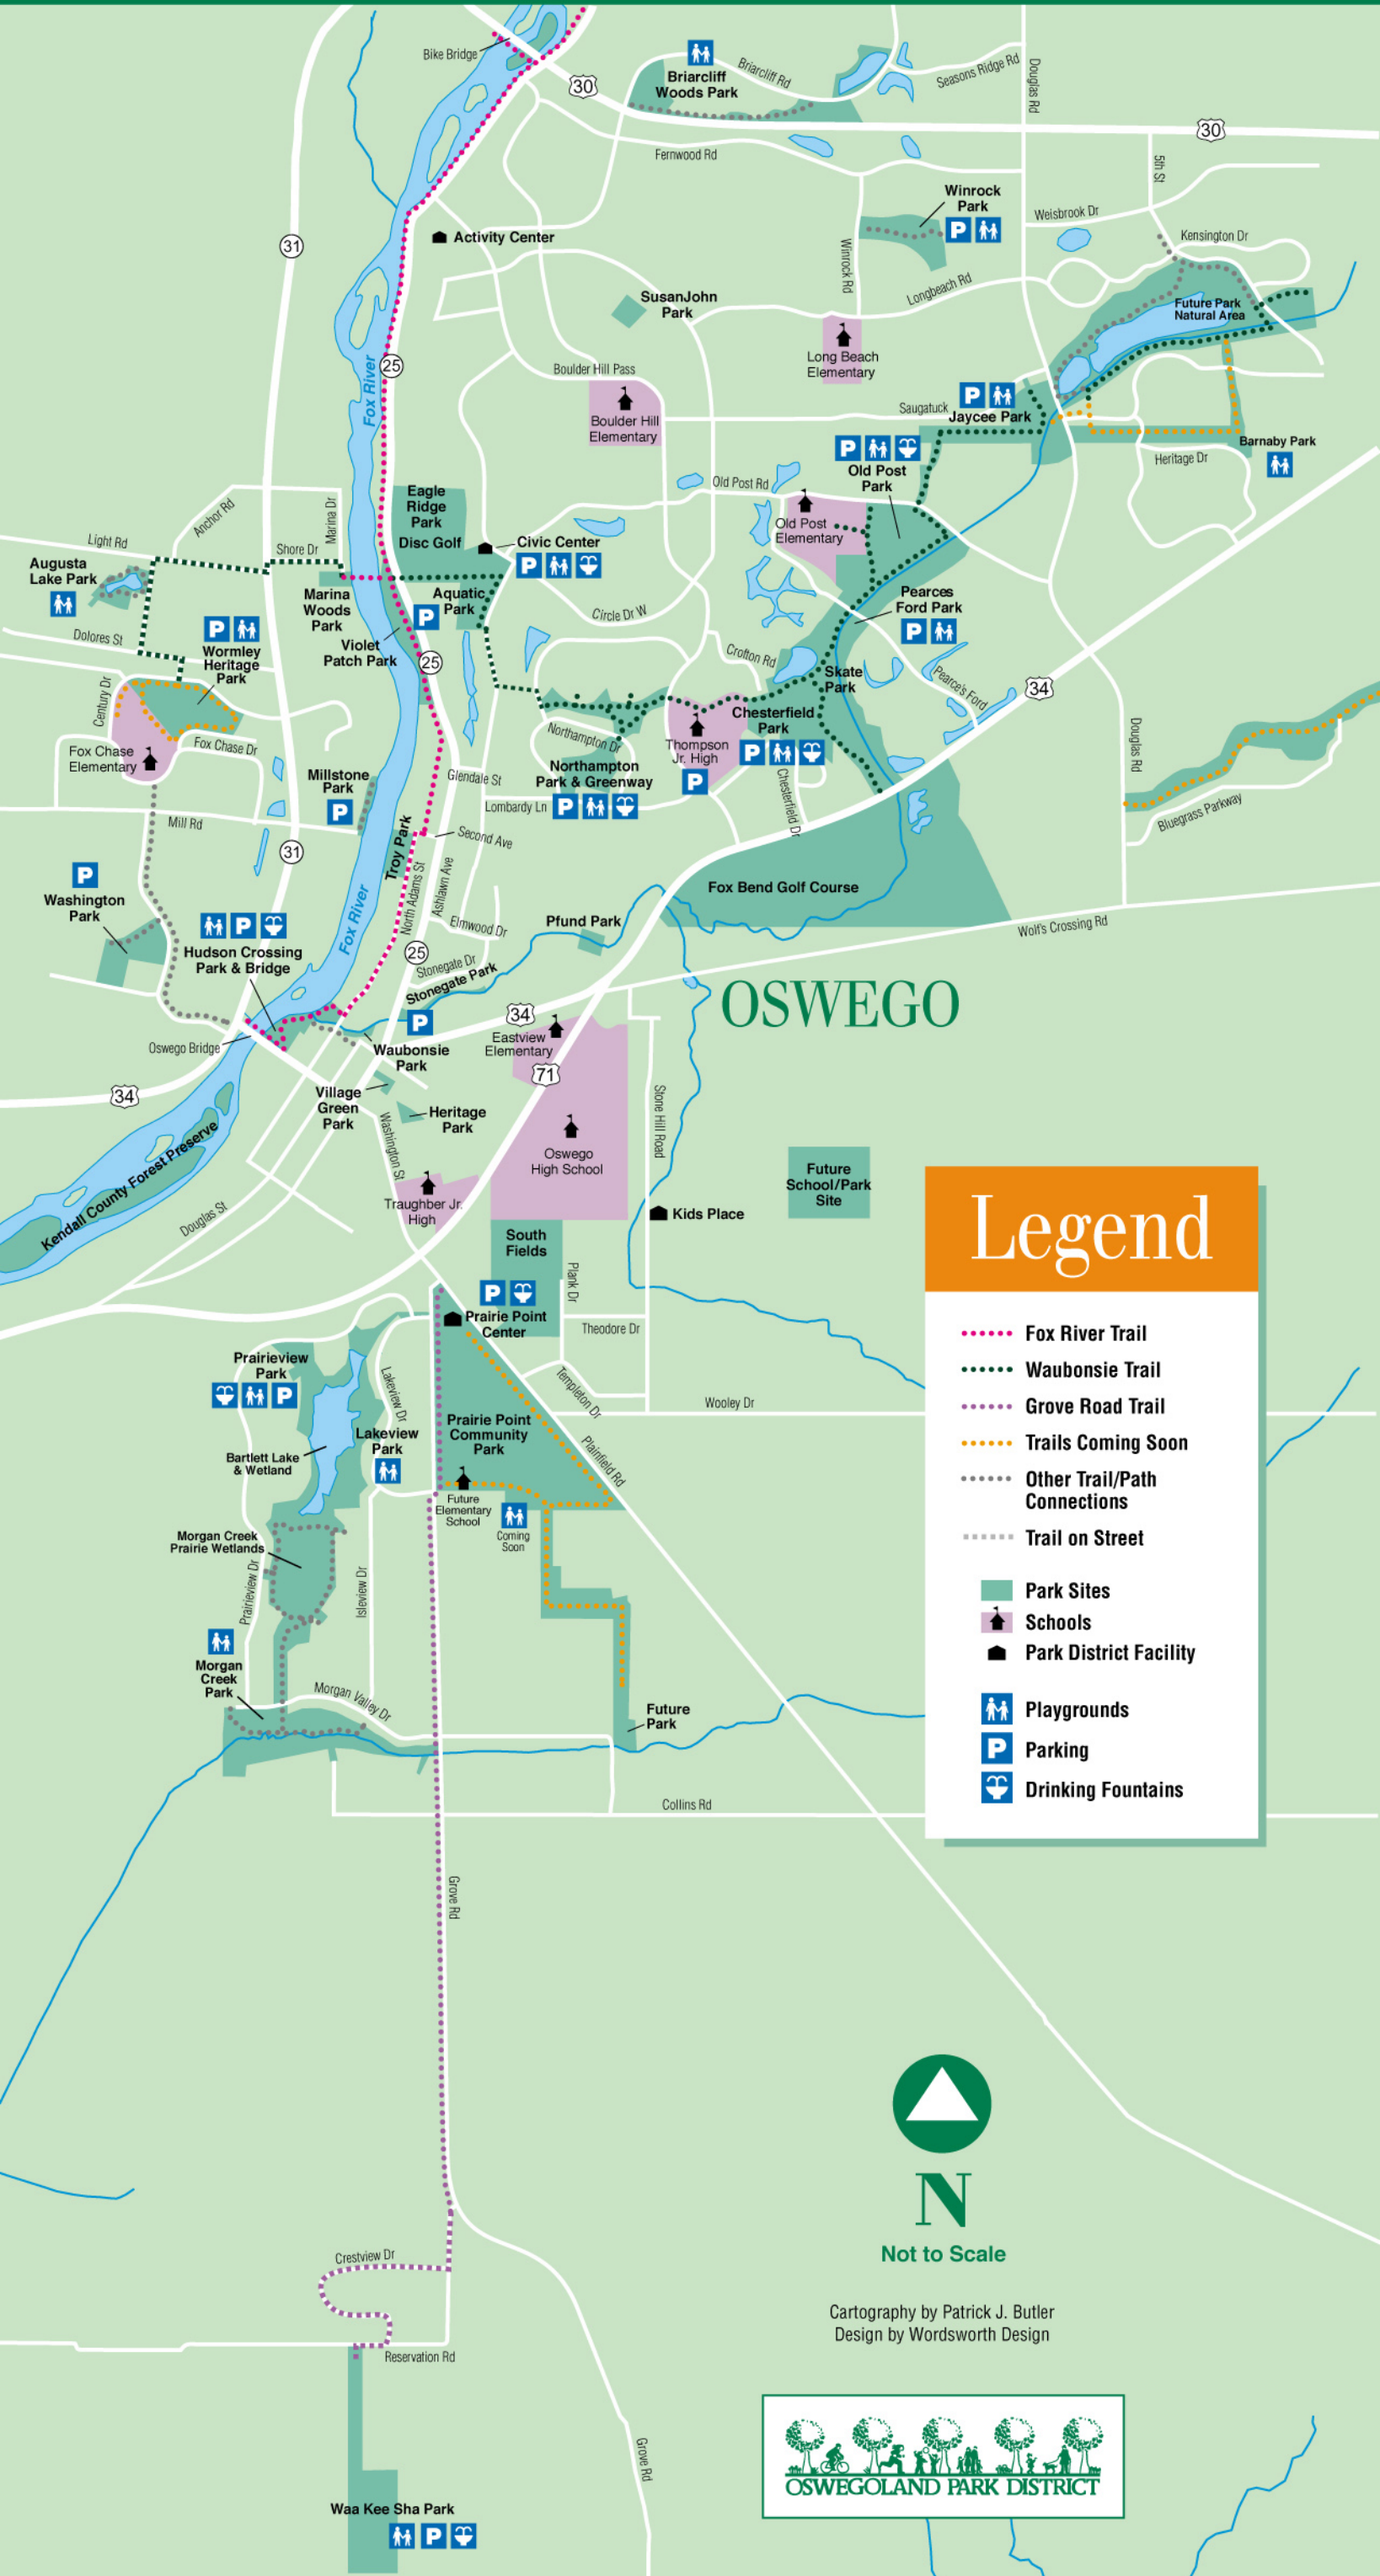 Bike Bridge
30
Briarcliff
Woods Park
Briarcliff Rd
Seasons Ridge Rd
Douglas Rd
30
Fernwood Rd
5th St
Winrock
Park
P
Weisbrook Dr
Kensington Dr
31
Activity Center
Winrock Rd
Longbeach Rd
SusanJohn
Park
Future Park
Natural Area
Long Beach
Elementary
Fox River
25
Boulder Hill Pass
Boulder Hill
Elementary
P
Saugatuck
Jaycee Park
P
Old Post
Park
Barnaby Park
Heritage Dr
Old Post Rd
Eagle
Ridge
Park
Disc Golf
Anchor Rd
Marina Dr
Old Post
Elementary
Light Rd
Shore Dr
Civic Center
P
Augusta
Lake Park
Marina
Woods
Park
Aquatic
Park
P
Circle Dr W
Pearces
Ford Park
P
Dolores St
P
Wormley
Heritage
Park
Violet
Patch Park
25
Crofton Rd
Skate
Park
Pearce's Ford
34
Century Dr
Fox Chase
Elementary
Fox Chase Dr
Chesterfield
Park
P
Northampton Dr
Thompson
Jr. High
P
Douglas Rd
Millstone
Park
P
Glendale St
Northampton
Park & Greenway
Lombardy Ln
P
Chesterfield Dr
Bluegrass Parkway
Mill Rd
Troy Park
Second Ave
31
North Adams St
Ashlawn Ave
P
Washington
Park
Fox Bend Golf Course
Fox River
Elmwood Dr
Pfund Park
Wolf's Crossing Rd
P
Hudson Crossing
Park & Bridge
25
Stonegate Dr
Stonegate Park
P
OSWEGO
34
Eastview
Elementary
Oswego Bridge
Waubonsie
Park
71
34
Village
Green
Park
Heritage
Park
Washington St
Stone Hill Road
Oswego
High School
Kendall County Forest Preserve
Future
School/Park
Site
Traughber Jr.
High
Douglas St
Kids Place
South
Fields
Plank Dr
P
Prairie Point
Center
Theodore Dr
Prairieview
Park
P
Lakeview Dr
Templeton Dr
Wooley Dr
Prairie Point
Community
Park
Lakeview
Park
Bartlett Lake
& Wetland
Plainfield Rd
Future
Elementary
School
Coming
Soon
Morgan Creek
Prairie Wetlands
Prairieview Dr
Isleview Dr
Morgan
Creek
Park
Morgan Valley Dr
Future
Park
Collins Rd
Grove Rd
Legend
Fox River Trail
Waubonsie Trail
Grove Road Trail
Trails Coming Soon
Other Trail/Path
Connections
Trail on Street
Park Sites
Schools
Park District Facility
Playgrounds
P Parking
Drinking Fountains
N
Not to Scale
Crestview Dr
Cartography by Patrick J. Butler
Design by Wordsworth Design
Reservation Rd
Grove Rd
OSWEGOLAND PARK DISTRICT
Waa Kee Sha Park
P